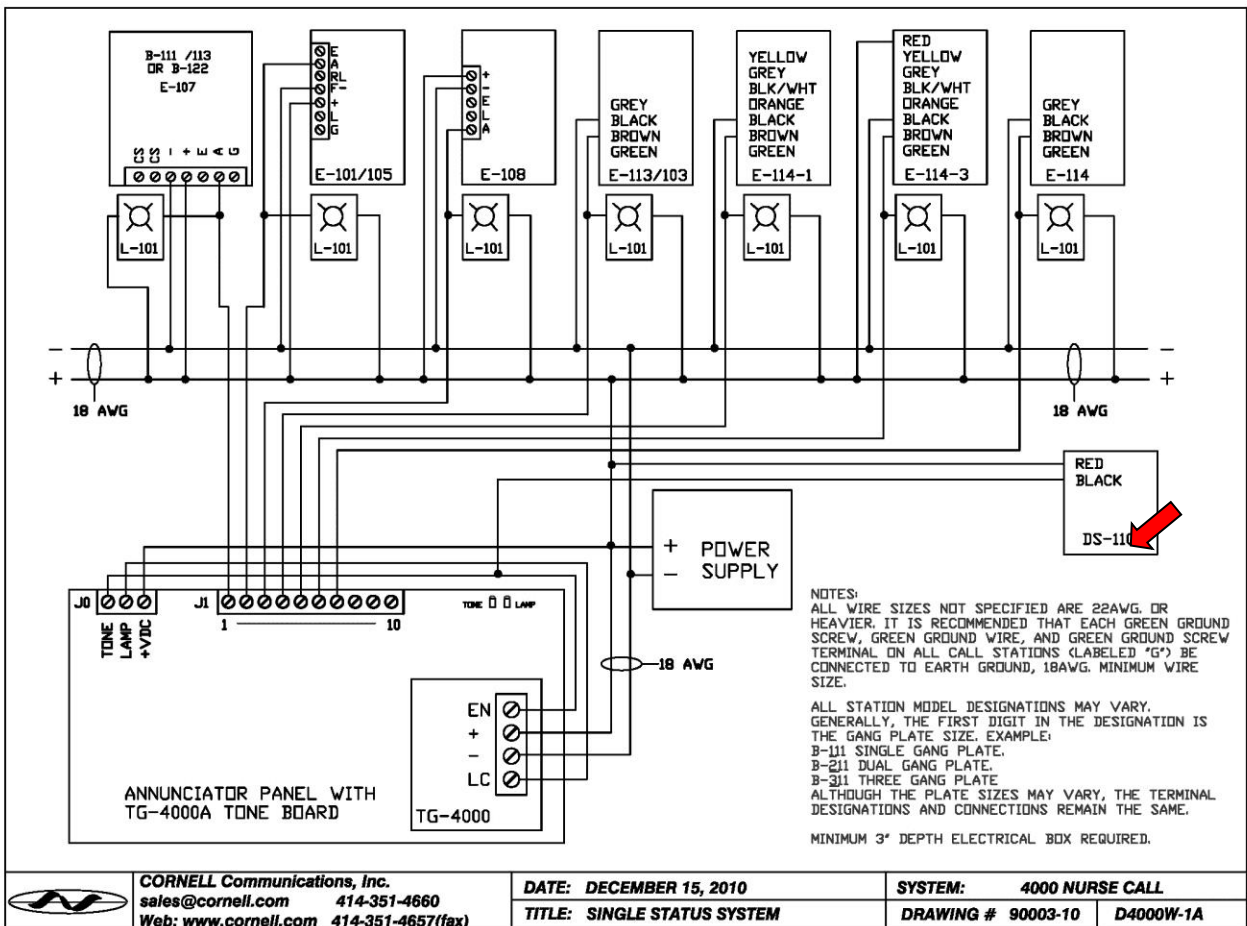 B-111 /113
OR B-122
E-107
CS CS - + E A G
L-101
E
A
RL
F-
+
L
G
E-101/105
L-101
+
-
E
L
A
E-108
L-101
GREY
BLACK
BROWN
GREEN
E-113/103
L-101
YELLOW
GREY
BLK/WHT
ORANGE
BLACK
BROWN
GREEN
E-114-1
L-101
RED
YELLOW
GREY
BLK/WHT
ORANGE
BLACK
BROWN
GREEN
E-114-3
L-101
GREY
BLACK
BROWN
GREEN
E-114
L-101
- -
+ +
18 AWG
18 AWG
RED
BLACK
+ POWER
- SUPPLY
J0
TONE
LAMP
+VDC
J1
1 10
TONE LAMP
18 AWG
EN
+
-
LC
TG-4000
ANNUNCIATOR PANEL WITH
TG-4000A TONE BOARD
NOTES:
ALL WIRE SIZES NOT SPECIFIED ARE 22AWG. OR
HEAVIER. IT IS RECOMMENDED THAT EACH GREEN GROUND
SCREW, GREEN GROUND WIRE, AND GREEN GROUND SCREW
TERMINAL ON ALL CALL STATIONS (LABELED "G") BE
CONNECTED TO EARTH GROUND, 18AWG. MINIMUM WIRE
SIZE.
ALL STATION MODEL DESIGNATIONS MAY VARY.
GENERALLY, THE FIRST DIGIT IN THE DESIGNATION IS
THE GANG PLATE SIZE. EXAMPLE:
B-111 SINGLE GANG PLATE.
B-211 DUAL GANG PLATE.
B-311 THREE GANG PLATE
ALTHOUGH THE PLATE SIZES MAY VARY, THE TERMINAL
DESIGNATIONS AND CONNECTIONS REMAIN THE SAME.
MINIMUM 3" DEPTH ELECTRICAL BOX REQUIRED.
CORNELL Communications, Inc.
sales@cornell.com 414-351-4660
Web: www.cornell.com 414-351-4657(fax)
DATE: DECEMBER 15, 2010
TITLE: SINGLE STATUS SYSTEM
SYSTEM: 4000 NURSE CALL
DRAWING # 90003-10 D4000W-1A